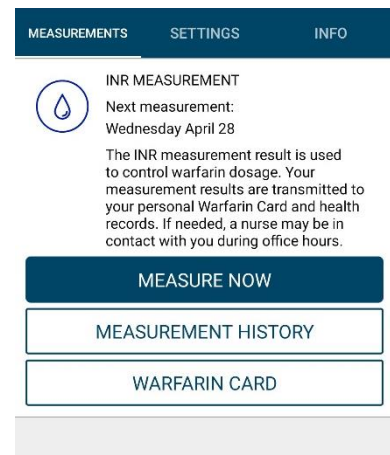 MEASUREMENTS SETTINGS INFO
INR MEASUREMENT
Next measurement:
Wednesday April 28
The INR measurement result is used
to control warfarin dosage. Your
measurement results are transmitted to
your personal Warfarin Card and health
records. If needed, a nurse may be in
contact with you during office hours.
MEASURE NOW
MEASUREMENT HISTORY
WARFARIN CARD